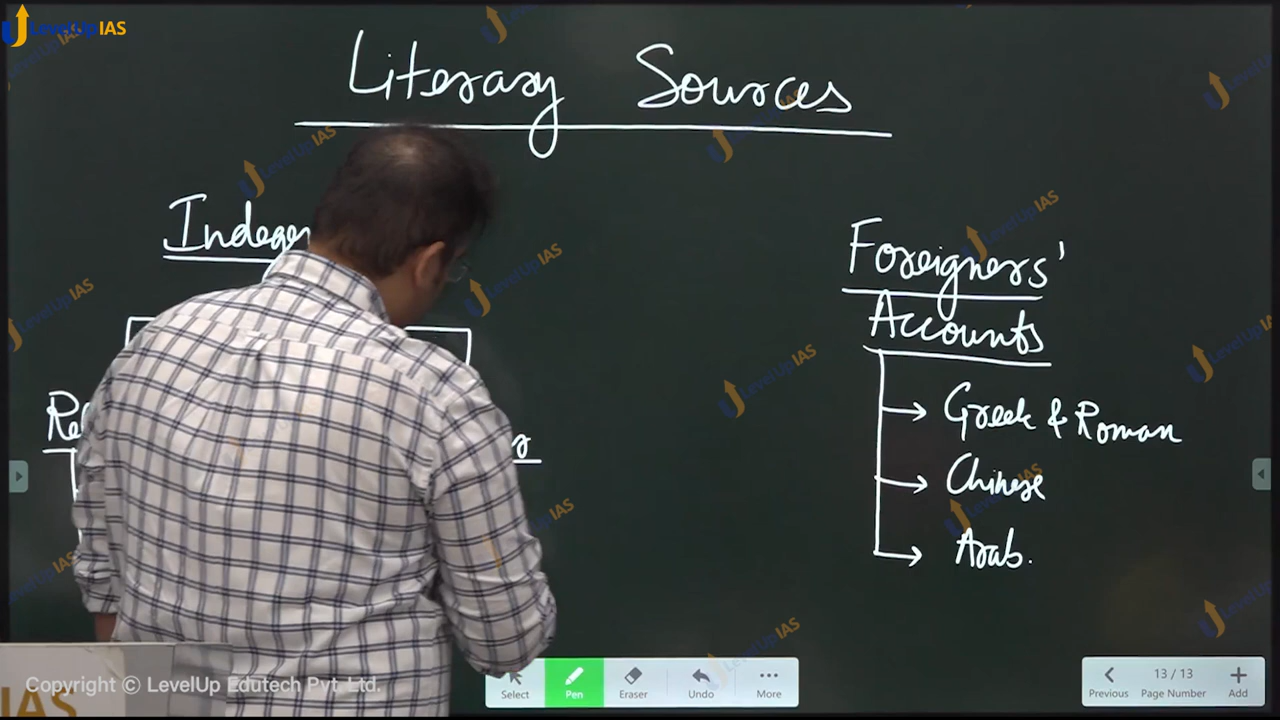 LevelUp IAS
Literary Sources
Foreigners'
Accounts
Greek & Roman
Chinese
Arab.
Copyright © LevelUp Edutech Pvt. Ltd.
IAS
Select
Pen
Eraser
Undo
More
Previous
13 / 13
Page Number
Add